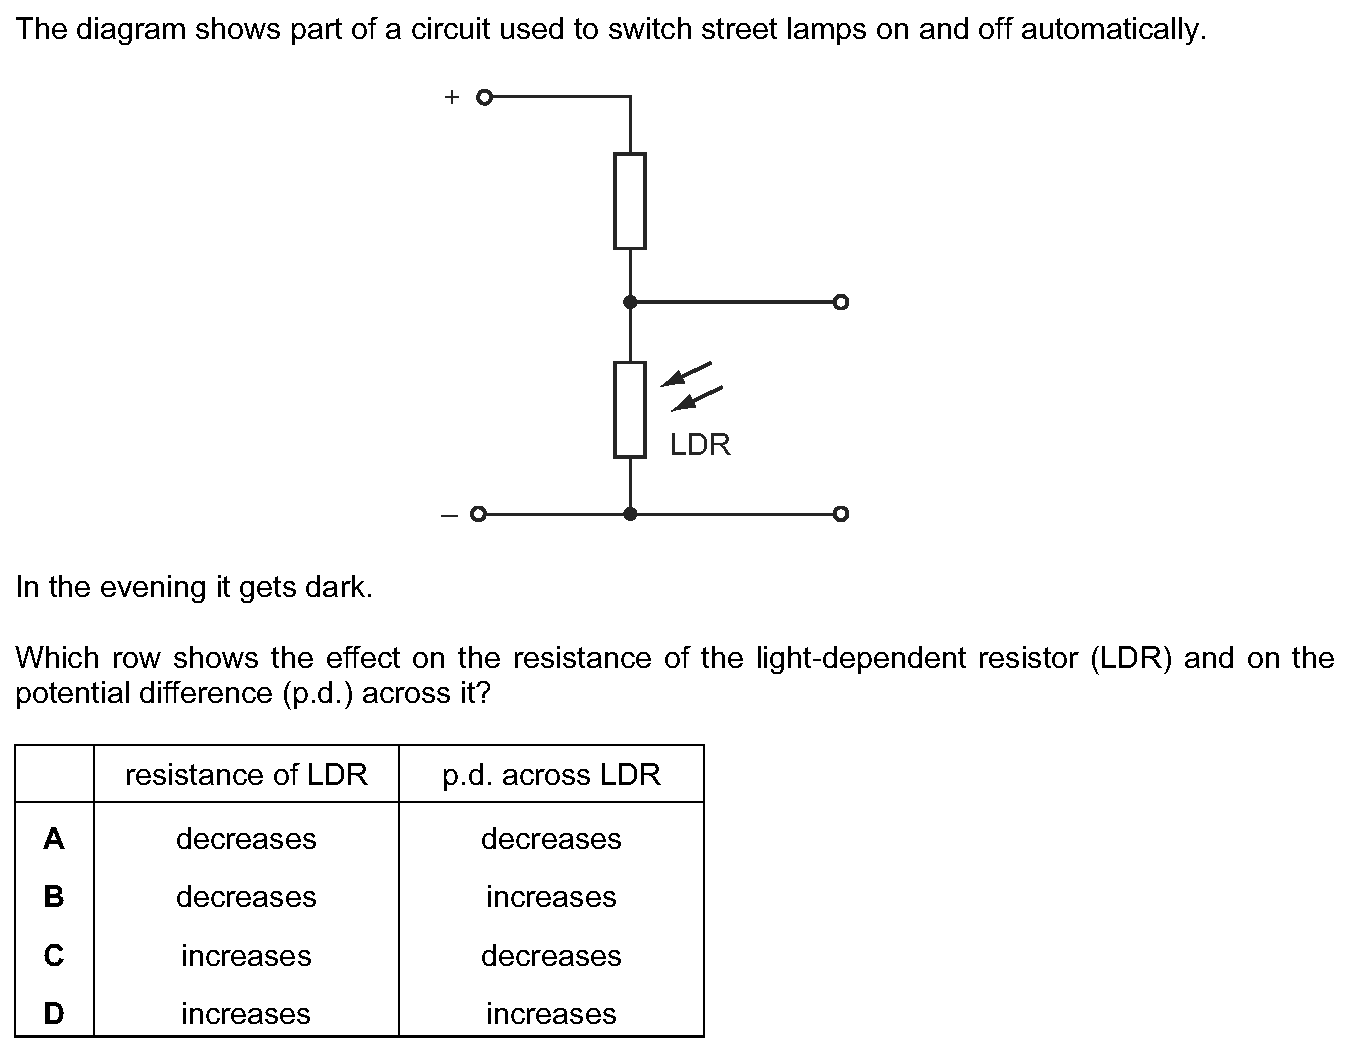 The diagram shows part of a circuit used to switch street lamps on and off automatically.
+
LDR
–
In the evening it gets dark.
Which row shows the effect on the resistance of the light-dependent resistor (LDR) and on the
potential difference (p.d.) across it?
resistance of LDR p.d. across LDR
A decreases decreases
B decreases increases
C increases decreases
D increases increases